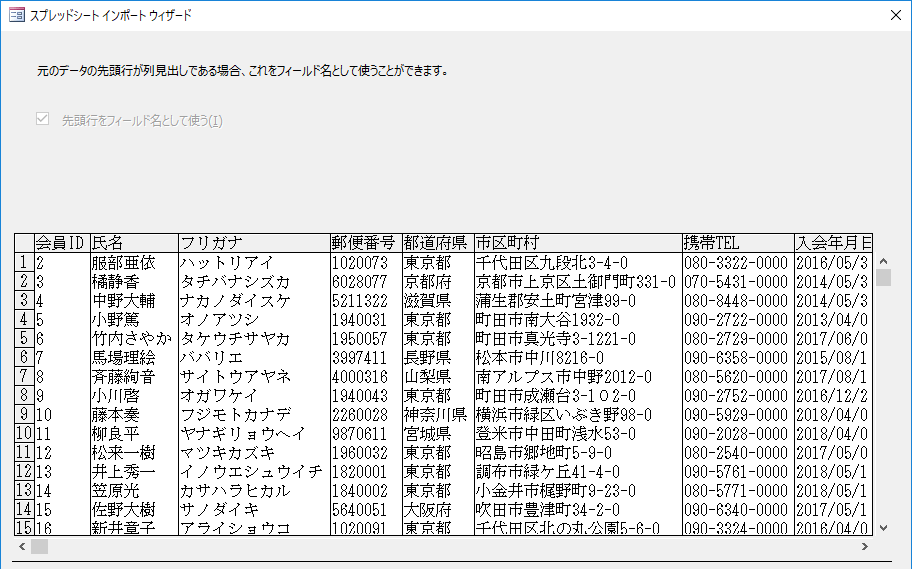 スプレッドシート インポート ウィザード
元のデータの先頭行が列見出しである場合、これをフィールド名として使うことができます。
先頭行をフィールド名として使う(I)
会員ID 氏名 フリガナ 郵便番号 都道府県 市区町村 携帯TEL 入会年月日
1 2 服部亜依 ハットリアイ 1020073 東京都 千代田区九段北3-4-0 080-3322-0000 2016/05/3
2 3 橘静香 タチバナシズカ 6028077 京都府 京都市上京区土御門町331-0 070-5431-0000 2014/05/3
3 4 中野大輔 ナカノダイスケ 5211322 滋賀県 蒲生郡安土町宮津99-0 080-8448-0000 2014/05/3
4 5 小野篤 オノアツシ 1940031 東京都 町田市南大谷1932-0 090-2722-0000 2013/04/0
5 6 竹内さやか タケウチサヤカ 1950057 東京都 町田市真光寺3-1221-0 080-2729-0000 2017/06/0
6 7 馬場理絵 ババリエ 3997411 長野県 松本市中川8216-0 090-6358-0000 2015/08/1
7 8 斉藤絢音 サイトウアヤネ 4000316 山梨県 南アルプス市中野2012-0 080-5620-0000 2017/08/1
8 9 小川啓 オガワケイ 1940043 東京都 町田市成瀬台3-1０2-0 090-2752-0000 2016/12/2
9 10 藤本奏 フジモトカナデ 2260028 神奈川県 横浜市緑区いぶき野98-0 090-5929-0000 2018/04/0
10 11 柳良平 ヤナギリョウヘイ 9870611 宮城県 登米市中田町浅水53-0 090-2028-0000 2018/04/0
11 12 松来一樹 マツキカズキ 1960032 東京都 昭島市郷地町5-9-0 080-2540-0000 2017/05/0
12 13 井上秀一 イノウエシュウイチ 1820001 東京都 調布市緑ケ丘41-4-0 090-5761-0000 2018/05/1
13 14 笠原光 カサハラヒカル 1840002 東京都 小金井市梶野町9-23-0 080-5771-0000 2018/05/1
14 15 佐野大樹 サノダイキ 5640051 大阪府 吹田市豊津町34-2-0 090-6340-0000 2017/05/1
15 16 新井章子 アライショウコ 1020091 東京都 千代田区北の丸公園5-6-0 090-3324-0000 2016/04/0